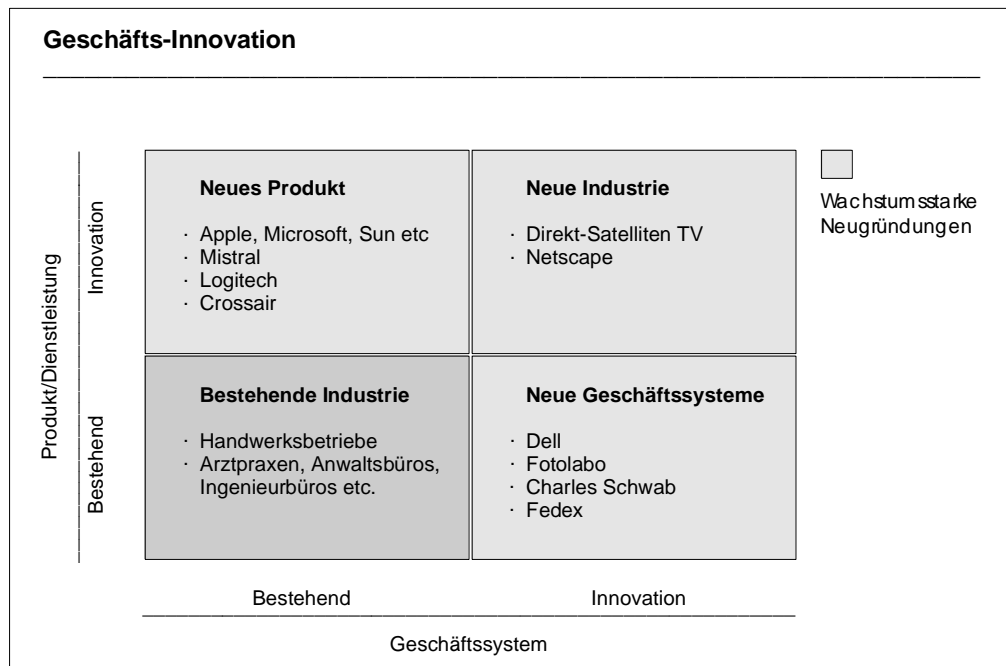 Geschäfts-Innovation
Produkt/Dienstleistung
Innovation
Bestehend
Neues Produkt
· Apple, Microsoft, Sun etc
· Mistral
· Logitech
· Crossair
Neue Industrie
· Direkt-Satelliten TV
· Netscape
Wachstumsstarke
Neugründungen
Bestehende Industrie
· Handwerksbetriebe
· Arztpraxen, Anwaltsbüros,
Ingenieurbüros etc.
Neue Geschäftssysteme
· Dell
· Fotolabo
· Charles Schwab
· Fedex
Bestehend
Innovation
Geschäftssystem